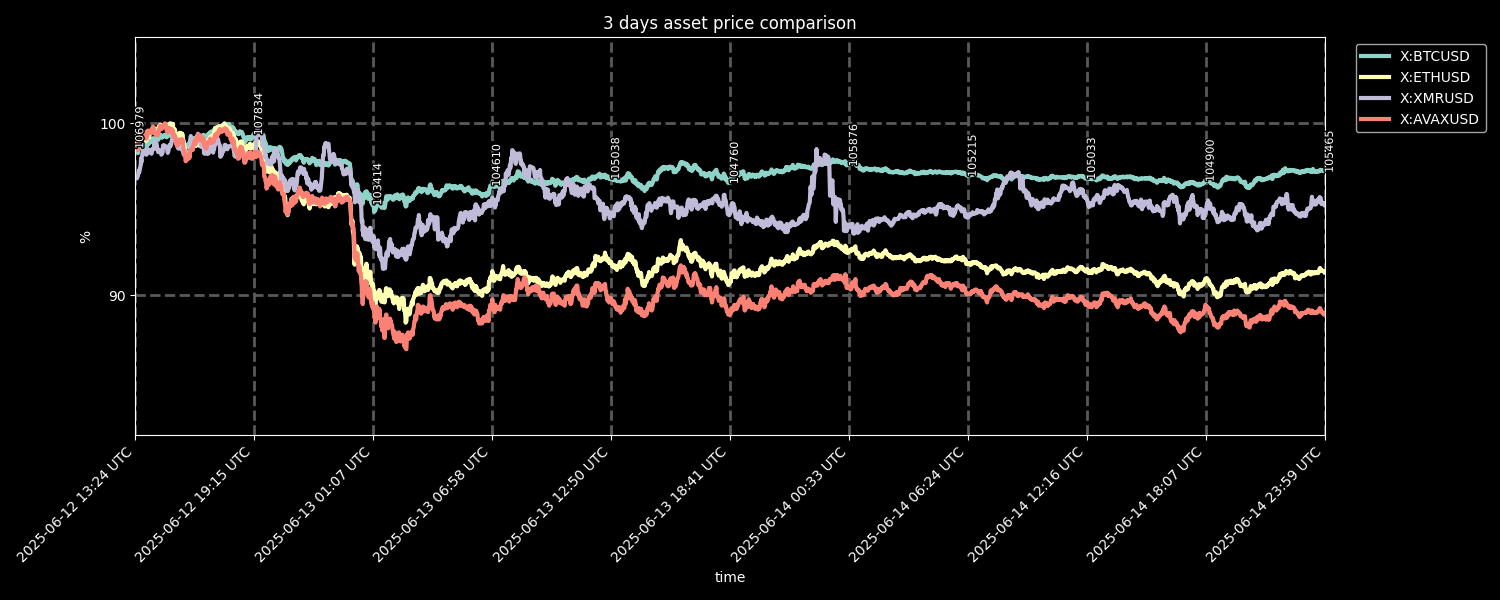 3 days asset price comparison
X:BTCUSD
X:ETHUSD
X:XMRUSD
X:AVAXUSD
%
100
90
106979
107834
103414
104610
105038
104760
105876
105215
105033
104900
105465
2025-06-12 13:24 UTC
2025-06-12 19:15 UTC
2025-06-13 01:07 UTC
2025-06-13 06:58 UTC
2025-06-13 12:50 UTC
2025-06-13 18:41 UTC
2025-06-14 00:33 UTC
2025-06-14 06:24 UTC
2025-06-14 12:16 UTC
2025-06-14 18:07 UTC
2025-06-14 23:59 UTC
time